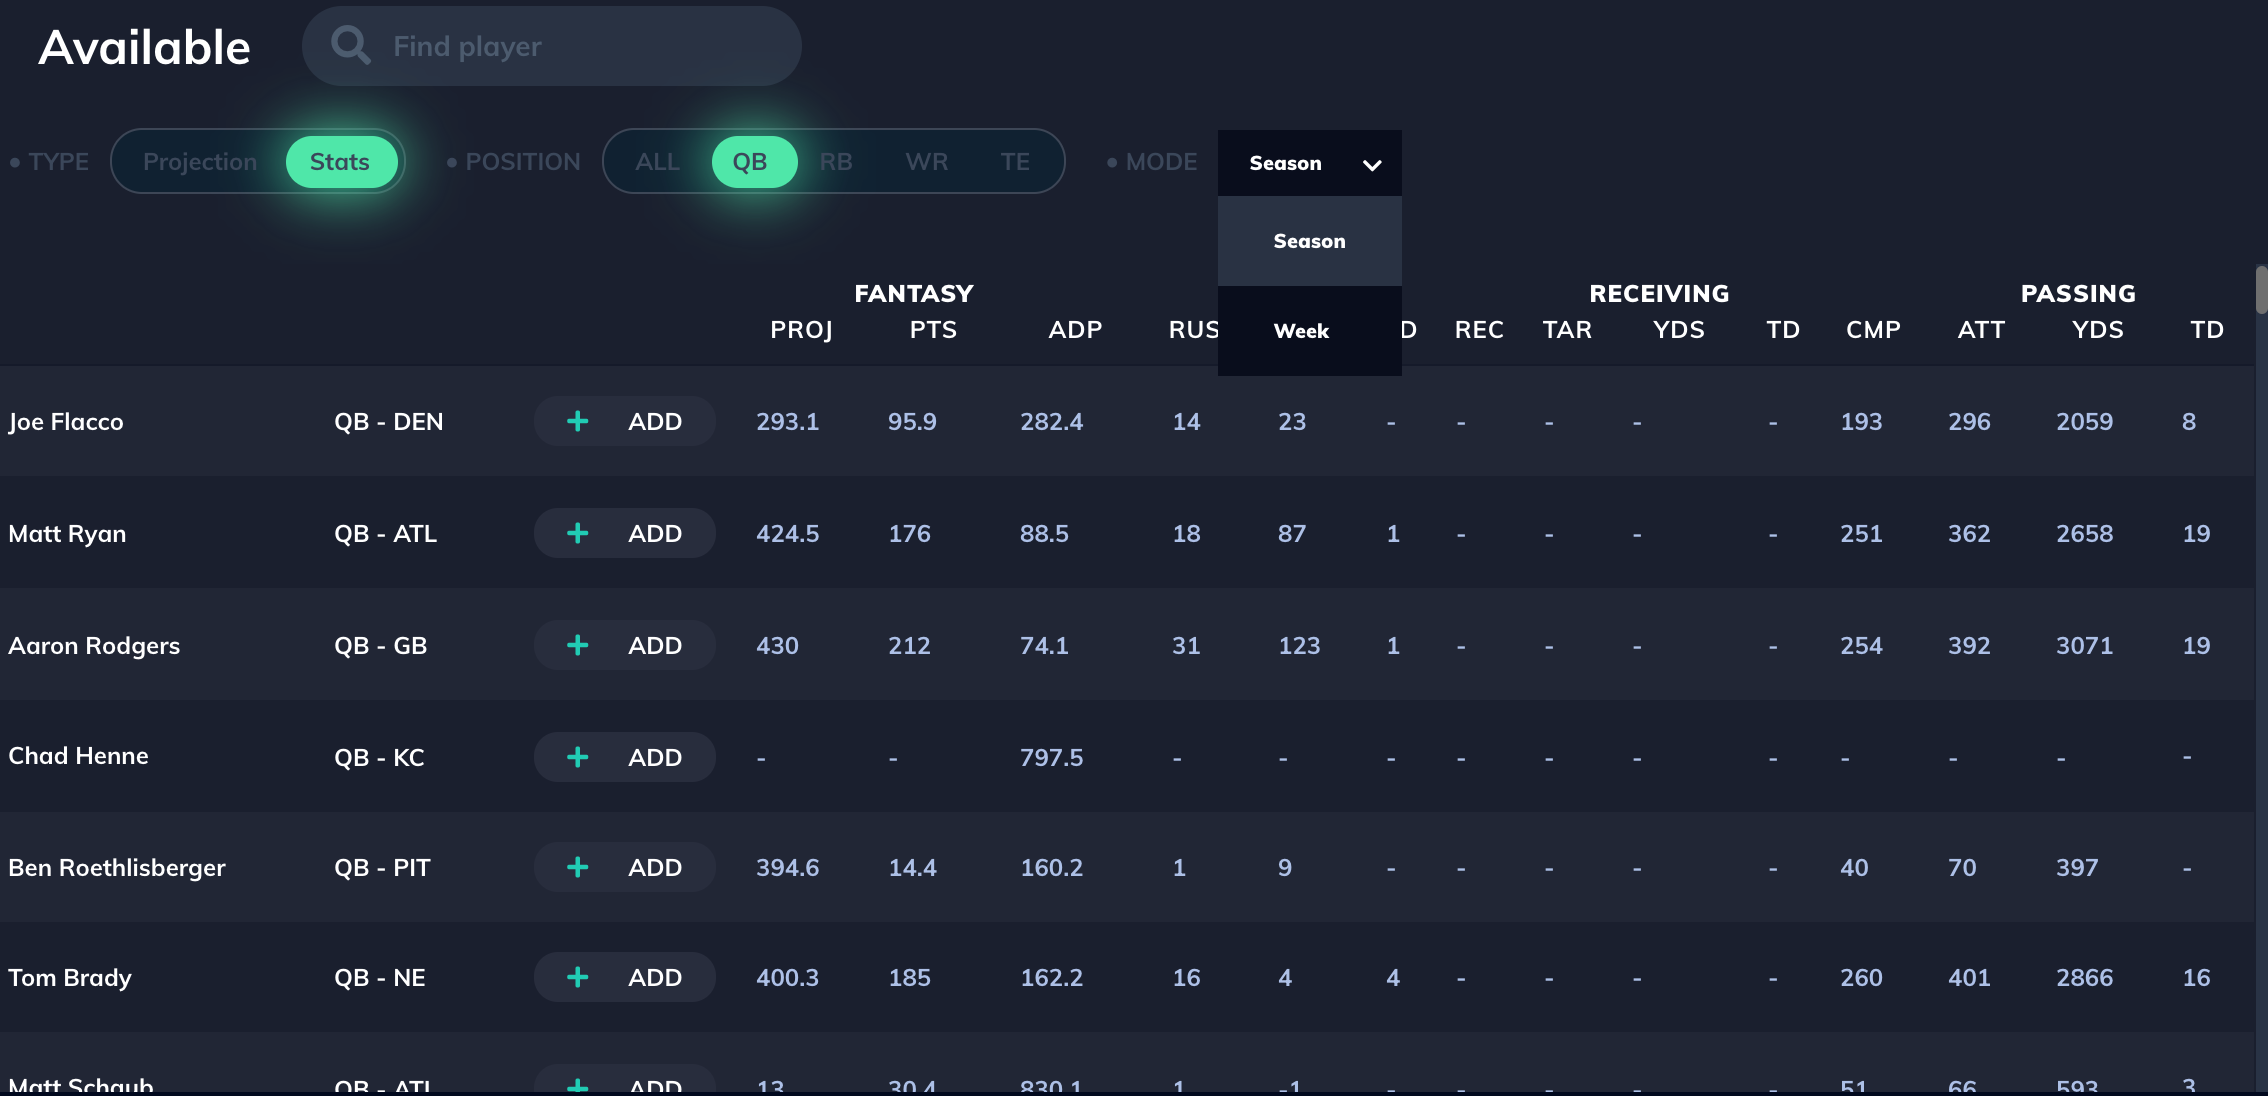 Available Find player
• TYPE Projection Stats • POSITION ALL QB RB WR TE • MODE Season
Season
Week
FANTASY RECEIVING PASSING
PROJ PTS ADP RUS D REC TAR YDS TD CMP ATT YDS TD
Joe Flacco QB - DEN + ADD 293.1 95.9 282.4 14 23 - - - - - 193 296 2059 8
Matt Ryan QB - ATL + ADD 424.5 176 88.5 18 87 1 - - - - 251 362 2658 19
Aaron Rodgers QB - GB + ADD 430 212 74.1 31 123 1 - - - - 254 392 3071 19
Chad Henne QB - KC + ADD - - 797.5 - - - - - - - - - - -
Ben Roethlisberger QB - PIT + ADD 394.6 14.4 160.2 1 9 - - - - - 40 70 397 -
Tom Brady QB - NE + ADD 400.3 185 162.2 16 4 4 - - - - 260 401 2866 16
Matt Schaub QB - ATL + ADD 13 30.4 830.1 1 -1 - - - - - 51 66 593 3